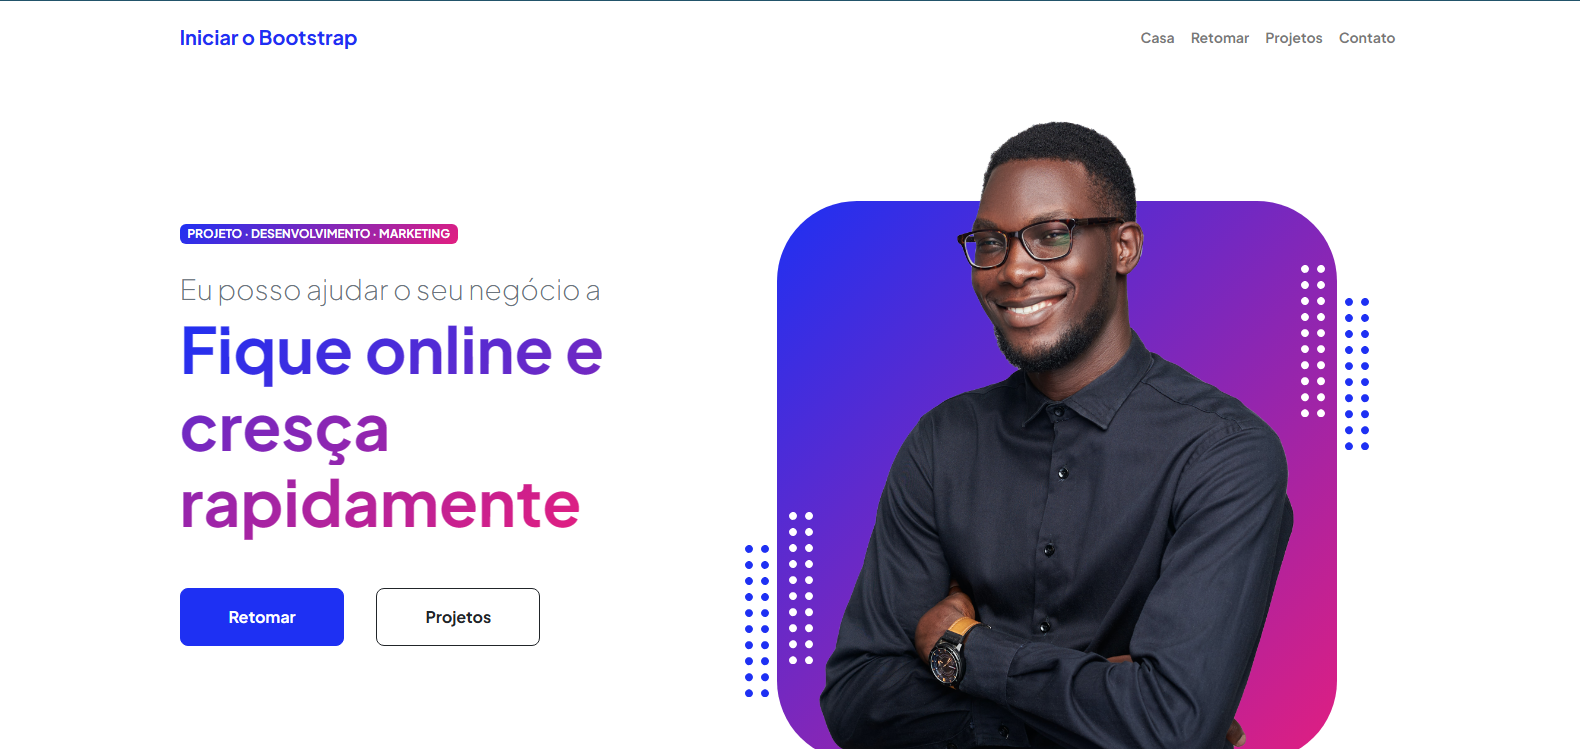 Iniciar o Bootstrap
Casa Retomar Projetos Contato
PROJETO · DESENVOLVIMENTO · MARKETING
Eu posso ajudar o seu negócio a
Fique online e
cresça
rapidamente
Retomar Projetos